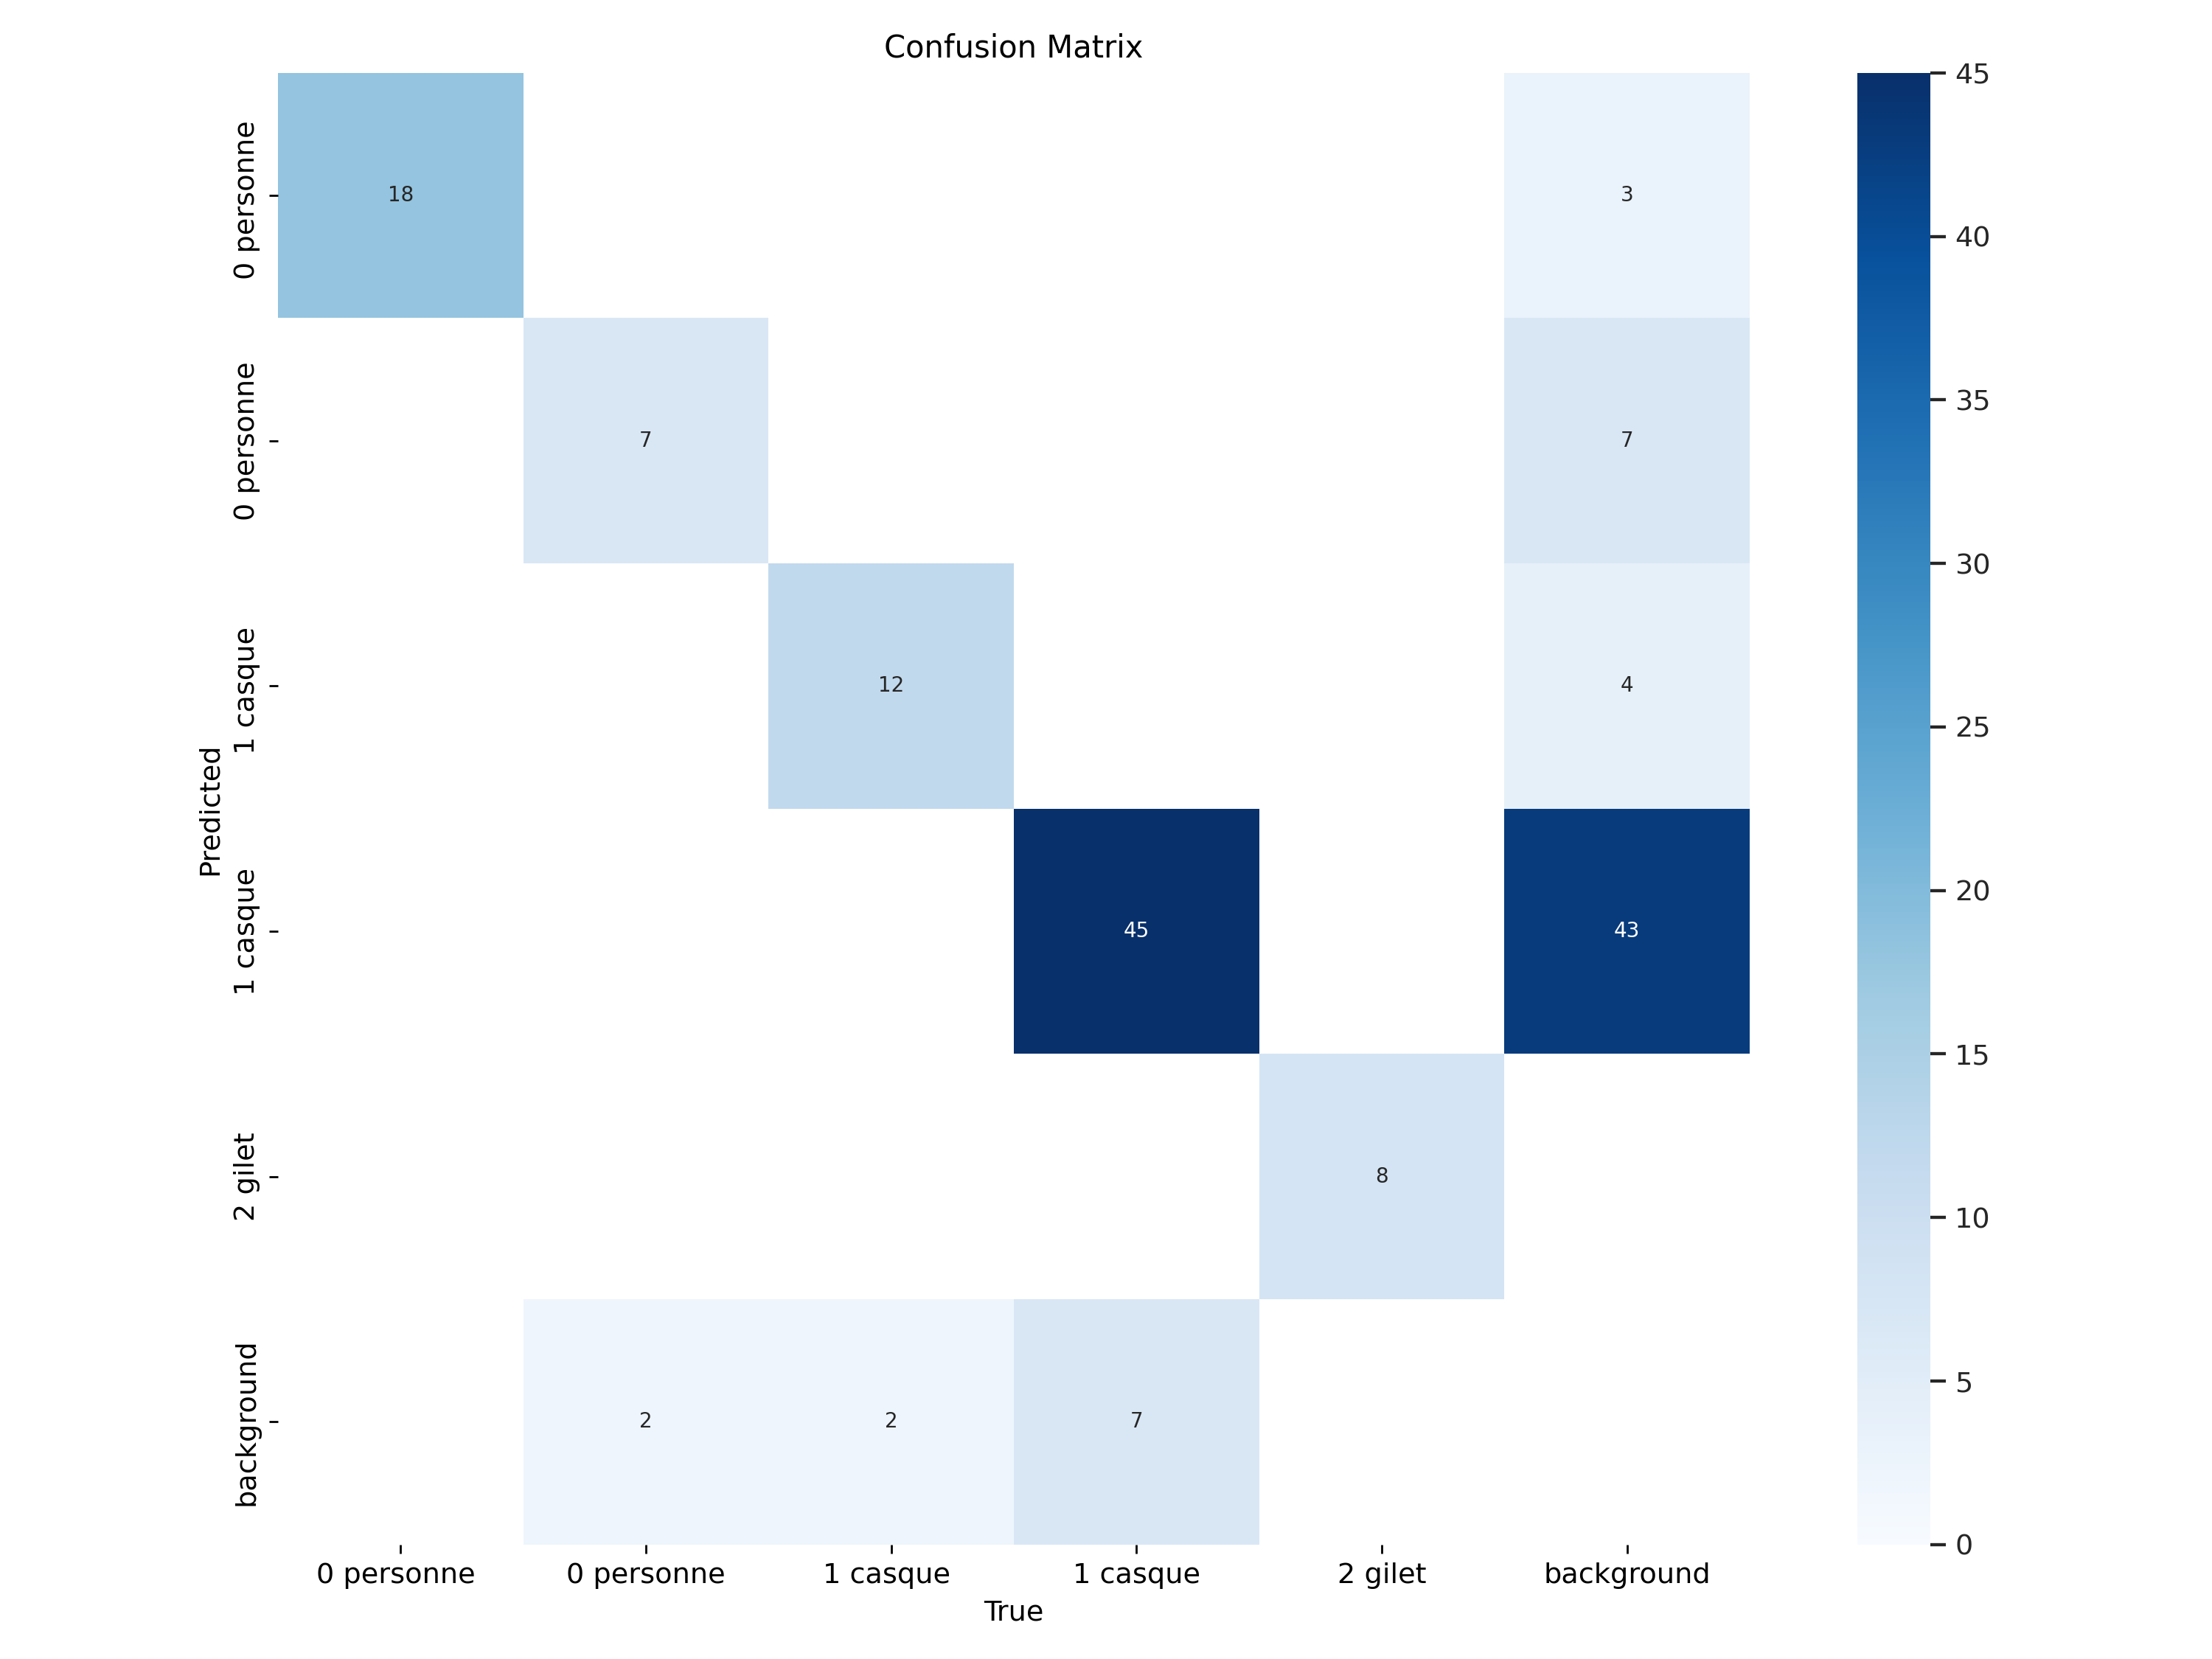 Confusion Matrix
0 personne
18
3
0 personne
7
7
1 casque
12
4
1 casque
45
43
2 gilet
8
background
2
2
7
Predicted
0 personne
0 personne
1 casque
1 casque
2 gilet
background
True
45
40
35
30
25
20
15
10
5
0